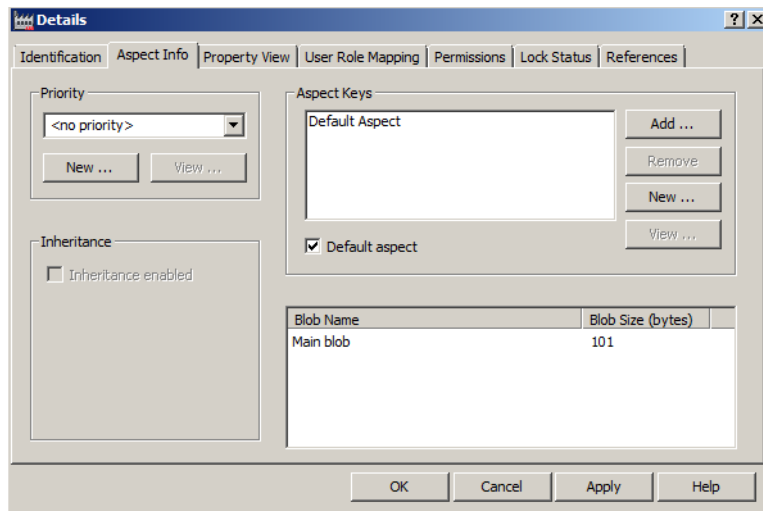 Details
Identification Aspect Info Property View User Role Mapping Permissions Lock Status References
Priority
<no priority>
New ... View ...
Inheritance
Inheritance enabled
Aspect Keys
Default Aspect
Add ...
Remove
New ...
View ...
Default aspect
Blob Name Blob Size (bytes)
Main blob 101
OK Cancel Apply Help